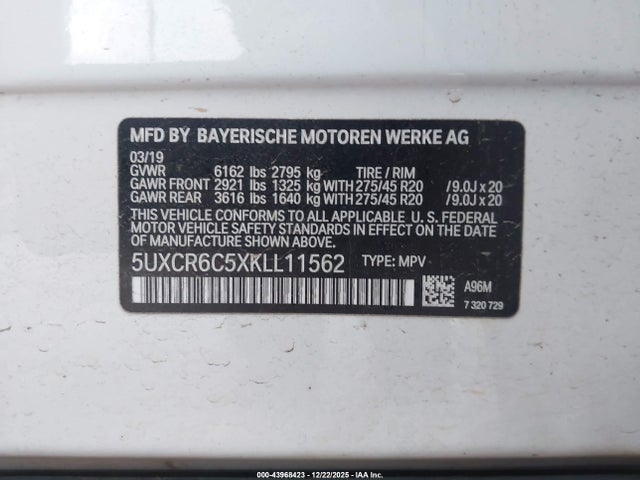 MFD BY BAYERISCHE MOTOREN WERKE AG
03/19
GVWR 6162 lbs 2795 kg TIRE / RIM
GAWR FRONT 2921 lbs 1325 kg WITH 275/45 R20 /9.0J x 20
GAWR REAR 3616 lbs 1640 kg WITH 275/45 R20 /9.0J x 20
THIS VEHICLE CONFORMS TO ALL APPLICABLE U. S. FEDERAL
MOTOR VEHICLE SAFETY STANDARDS IN EFFECT ON THE DATE
OF MANUFACTURE SHOWN ABOVE.
5UXCR6C5XKLL11562 TYPE: MPV
A96M
7 320 729
000-43968423 - 12/22/2025 - IAA Inc.